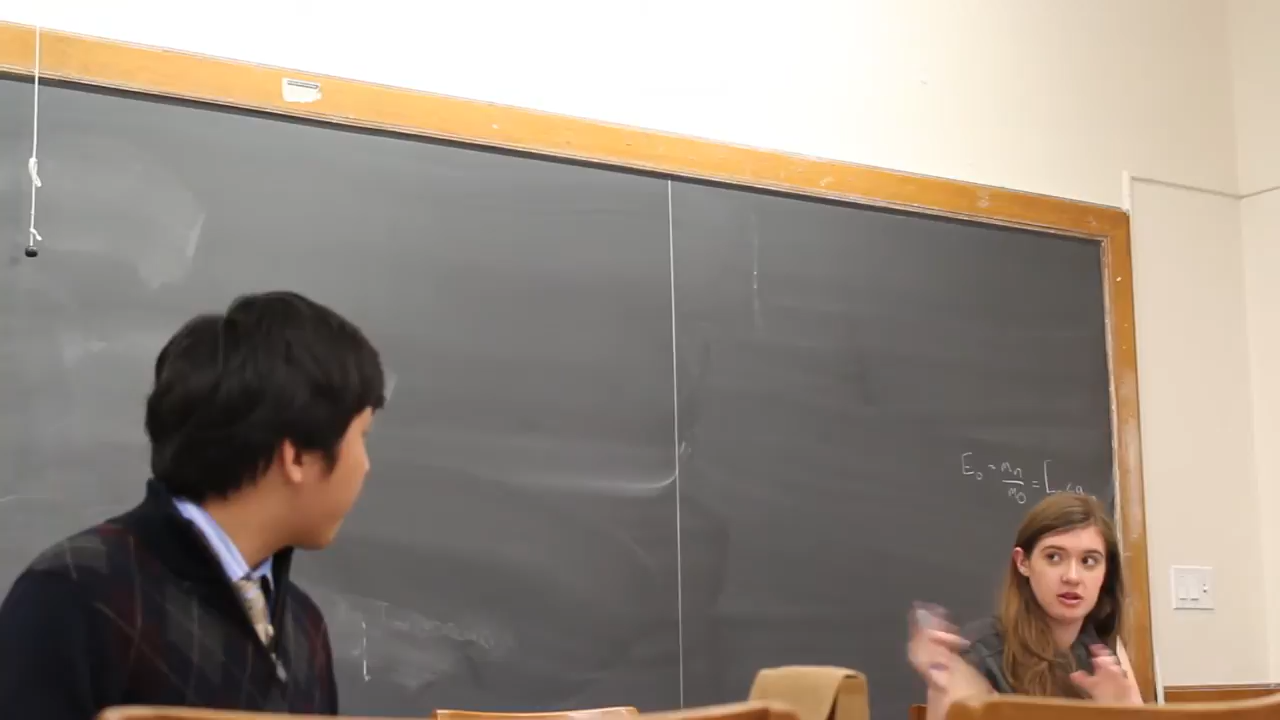 E₀ = mₙ/m₀ = [